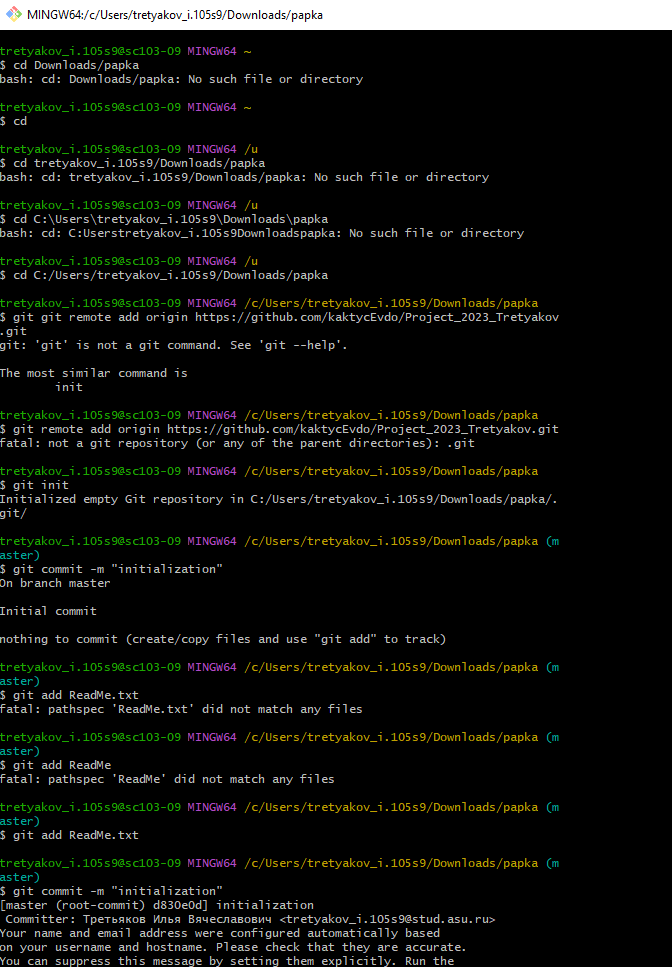 MINGW64:/c/Users/tretyakov_i.105s9/Downloads/papka
tretyakov_i.105s9@sc103-09 MINGW64 ~
$ cd Downloads/papka
bash: cd: Downloads/papka: No such file or directory
tretyakov_i.105s9@sc103-09 MINGW64 ~
$ cd
tretyakov_i.105s9@sc103-09 MINGW64 /u
$ cd tretyakov_i.105s9/Downloads/papka
bash: cd: tretyakov_i.105s9/Downloads/papka: No such file or directory
tretyakov_i.105s9@sc103-09 MINGW64 /u
$ cd C:\Users\tretyakov_i.105s9\Downloads\papka
bash: cd: C:Userstretyakov_i.105s9Downloadspapka: No such file or directory
tretyakov_i.105s9@sc103-09 MINGW64 /u
$ cd C:/Users/tretyakov_i.105s9/Downloads/papka
tretyakov_i.105s9@sc103-09 MINGW64 /c/Users/tretyakov_i.105s9/Downloads/papka
$ git git remote add origin https://github.com/kaktycEvdo/Project_2023_Tretyakov
.git
git: 'git' is not a git command. See 'git --help'.
The most similar command is
init
tretyakov_i.105s9@sc103-09 MINGW64 /c/Users/tretyakov_i.105s9/Downloads/papka
$ git remote add origin https://github.com/kaktycEvdo/Project_2023_Tretyakov.git
fatal: not a git repository (or any of the parent directories): .git
tretyakov_i.105s9@sc103-09 MINGW64 /c/Users/tretyakov_i.105s9/Downloads/papka
$ git init
Initialized empty Git repository in C:/Users/tretyakov_i.105s9/Downloads/papka/.
git/
tretyakov_i.105s9@sc103-09 MINGW64 /c/Users/tretyakov_i.105s9/Downloads/papka (m
aster)
$ git commit -m "initialization"
On branch master
Initial commit
nothing to commit (create/copy files and use "git add" to track)
tretyakov_i.105s9@sc103-09 MINGW64 /c/Users/tretyakov_i.105s9/Downloads/papka (m
aster)
$ git add ReadMe.txt
fatal: pathspec 'ReadMe.txt' did not match any files
tretyakov_i.105s9@sc103-09 MINGW64 /c/Users/tretyakov_i.105s9/Downloads/papka (m
aster)
$ git add ReadMe
fatal: pathspec 'ReadMe' did not match any files
tretyakov_i.105s9@sc103-09 MINGW64 /c/Users/tretyakov_i.105s9/Downloads/papka (m
aster)
$ git add ReadMe.txt
tretyakov_i.105s9@sc103-09 MINGW64 /c/Users/tretyakov_i.105s9/Downloads/papka (m
aster)
$ git commit -m "initialization"
[master (root-commit) d830e0d] initialization
Committer: Третьяков Илья Вячеславович <tretyakov_i.105s9@stud.asu.ru>
Your name and email address were configured automatically based
on your username and hostname. Please check that they are accurate.
You can suppress this message by setting them explicitly. Run the